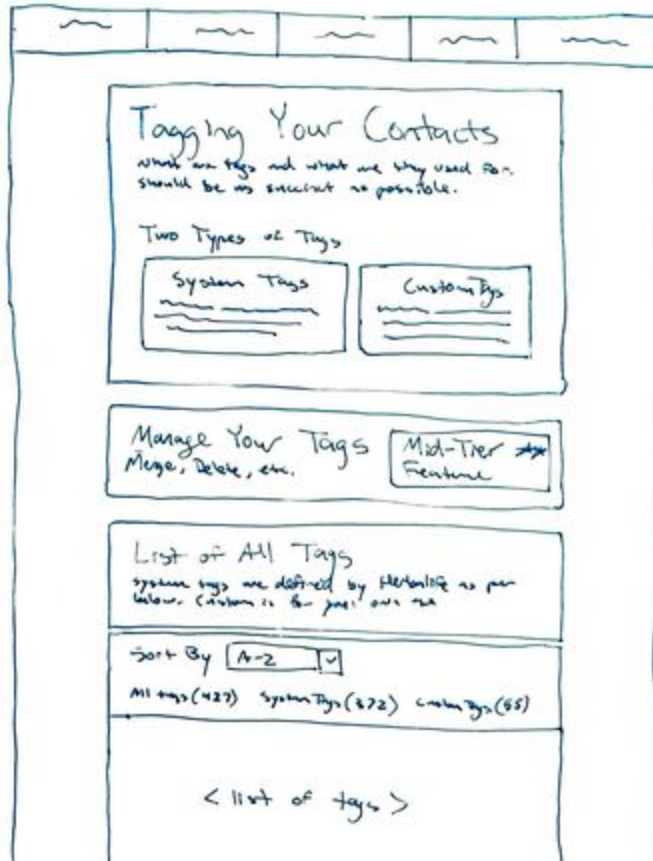 Tagging Your Contacts
What are tags and what are they used for.
should be as succinct as possible.
Two Types of Tags
System Tags
Custom Tags
Manage Your Tags
Merge, Delete, etc.
Mid-Tier
Feature
List of All Tags
system tags are defined by Herbalife as per
below. Custom is for your own use
Sort By A-Z
All tags (427) System Tags (372) Custom Tags (55)
< list of tags >